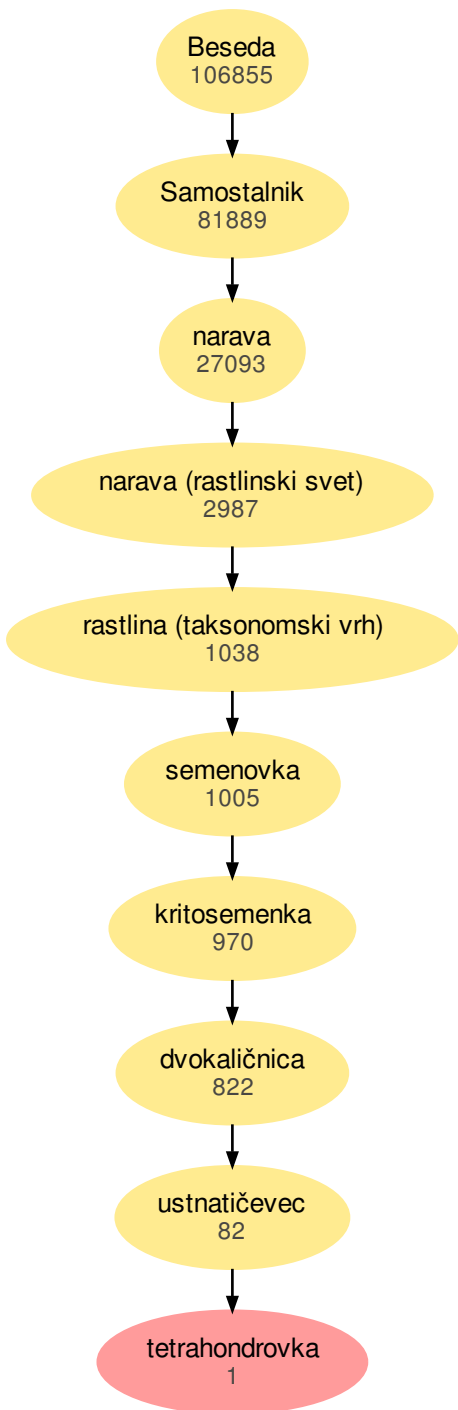 Beseda
106855
Samostalnik
81889
narava
27093
narava (rastlinski svet)
2987
rastlina (taksonomski vrh)
1038
semenovka
1005
kritosemenka
970
dvokaličnica
822
ustnatičevec
82
tetrahondrovka
1